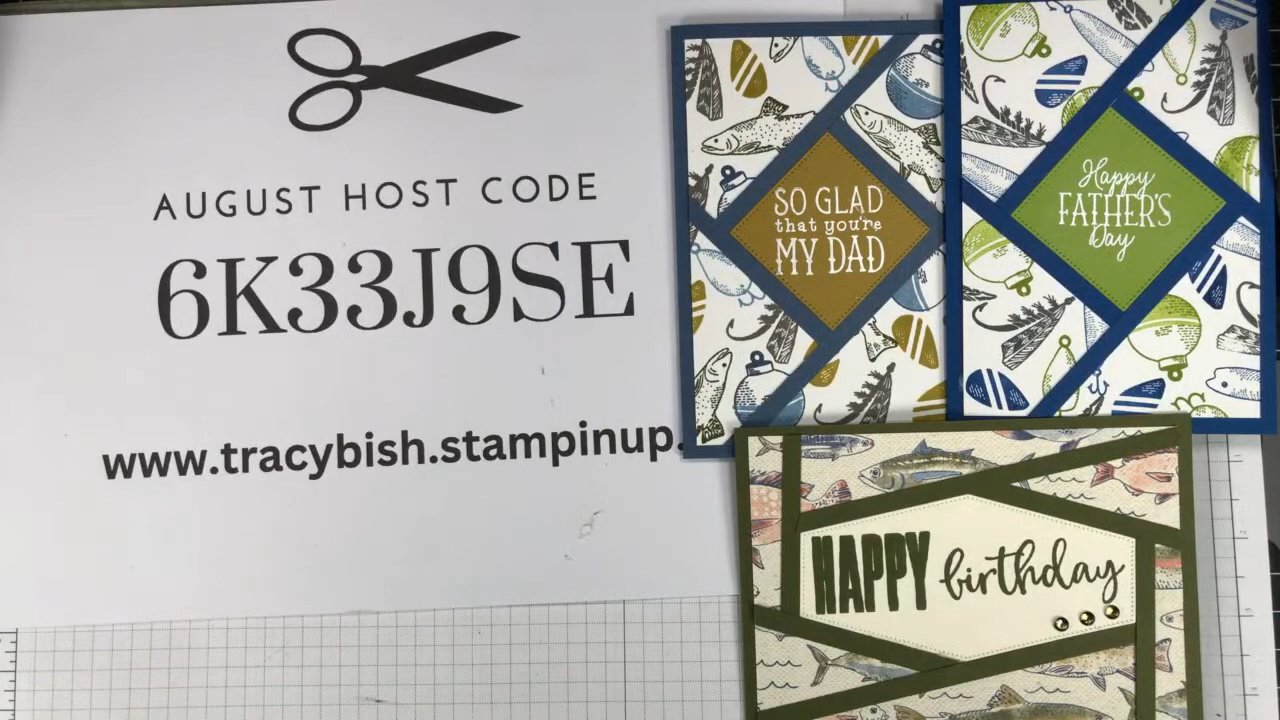 AUGUST HOST CODE
6K33J9SE
www.tracybish.stampinup.
SO GLAD
that you're
MY DAD
Happy
FATHER'S
Day
HAPPY birthday